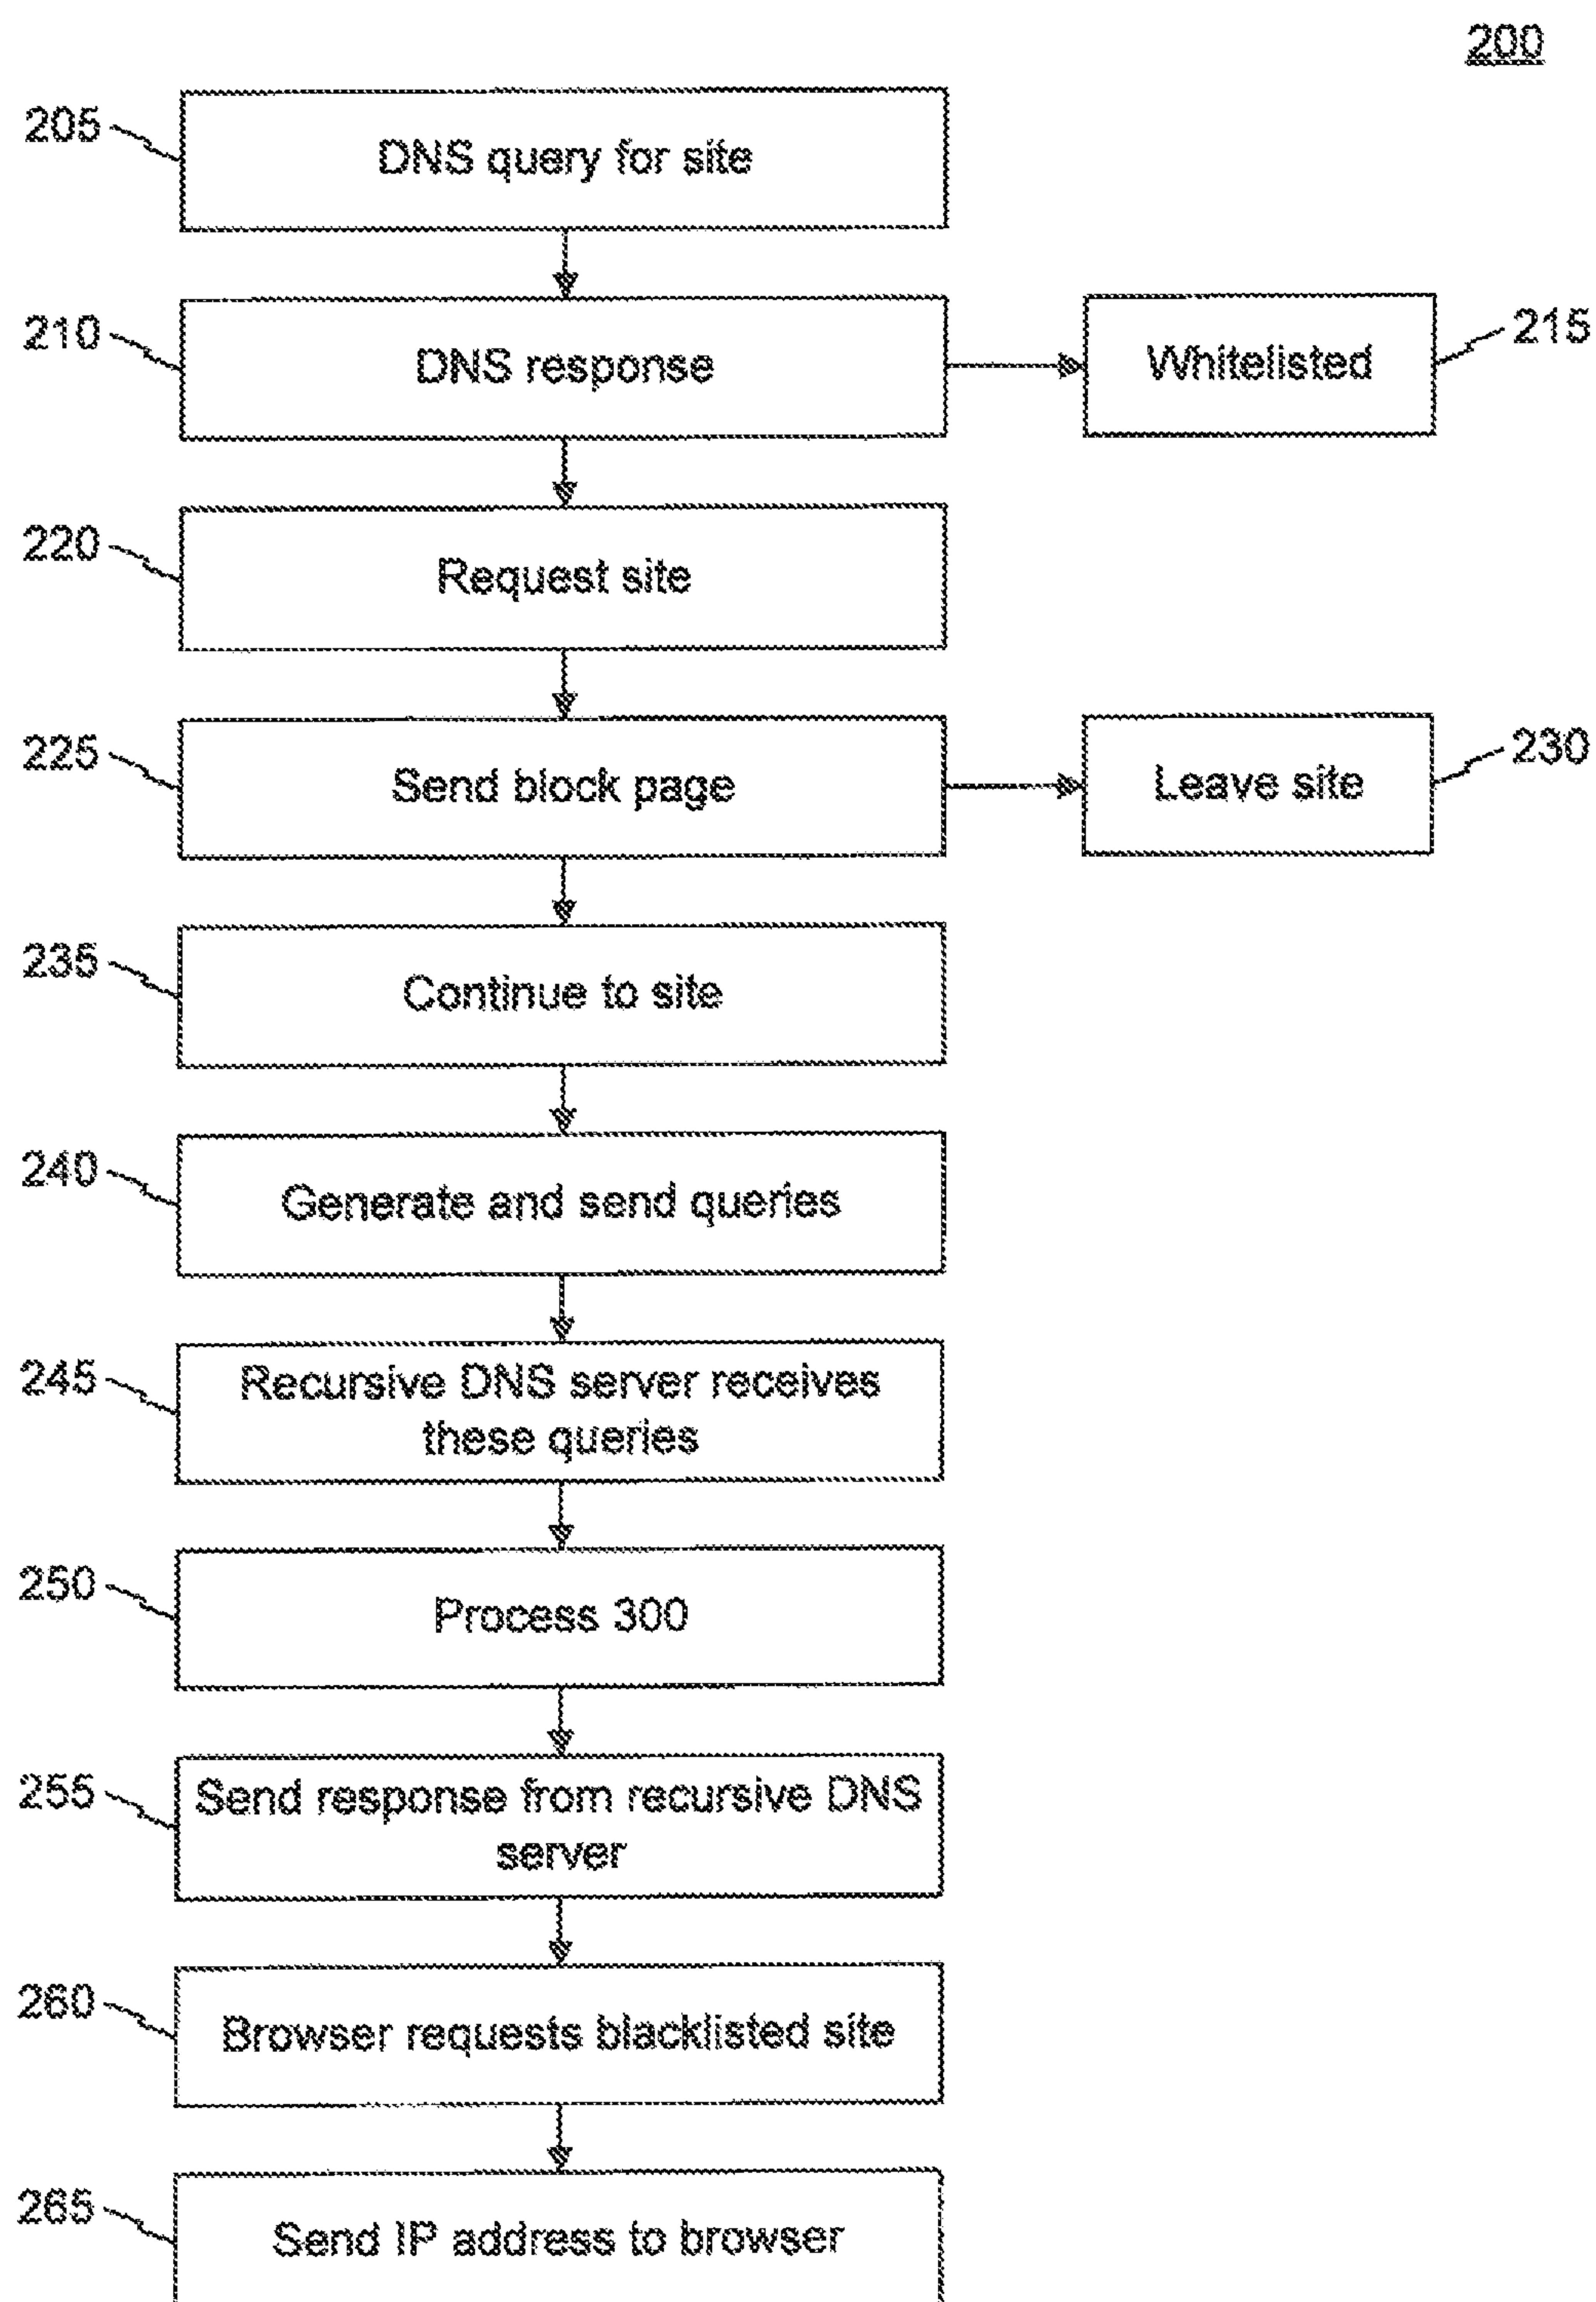 200
205
DNS query for site
210
DNS response
Whitelisted
215
220
Request site
225
Send block page
Leave site
230
235
Continue to site
240
Generate and send queries
245
Recursive DNS server receives
these queries
250
Process 300
255
Send response from recursive DNS
server
260
Browser requests blacklisted site
265
Send IP address to browser